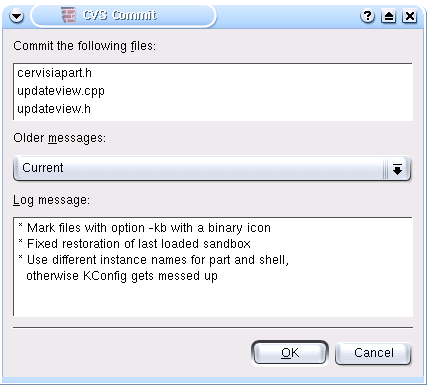 CVS Commit
Commit the following files:
cervisiapart.h
updateview.cpp
updateview.h
Older messages:
Current
Log message:
* Mark files with option -kb with a binary icon
* Fixed restoration of last loaded sandbox
* Use different instance names for part and shell,
otherwise KConfig gets messed up
OK
Cancel